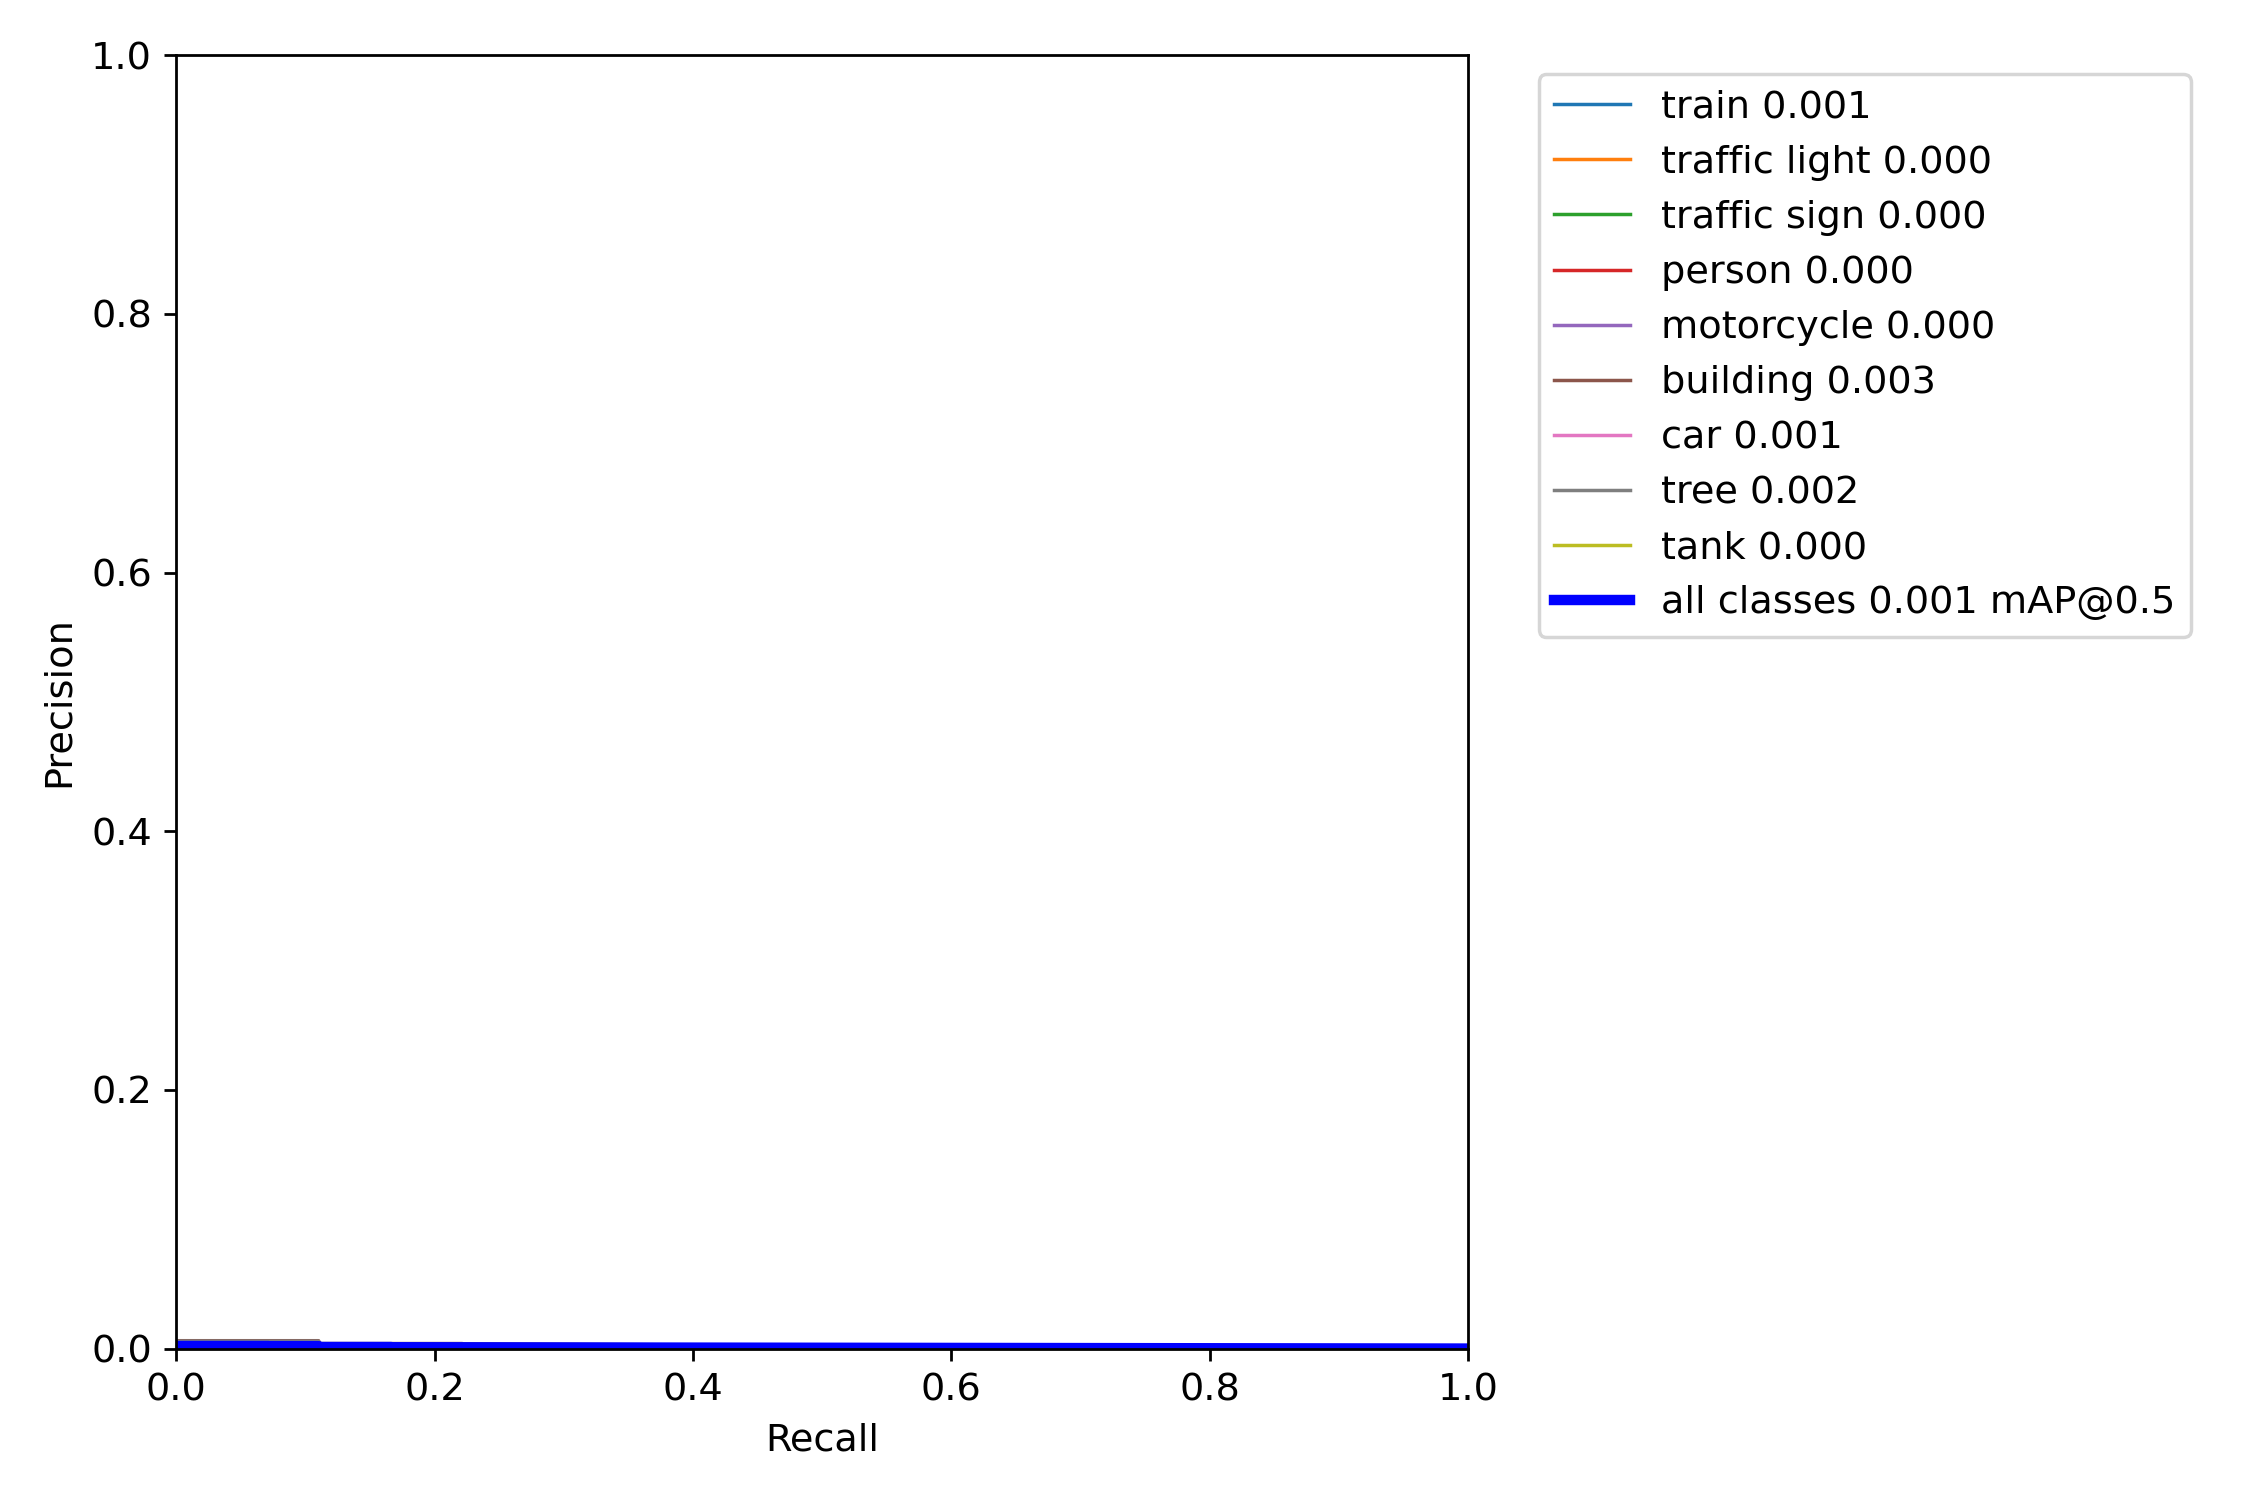 1.0
0.8
0.6
0.4
0.2
0.0
Precision
0.0 0.2 0.4 0.6 0.8 1.0
Recall
train 0.001
traffic light 0.000
traffic sign 0.000
person 0.000
motorcycle 0.000
building 0.003
car 0.001
tree 0.002
tank 0.000
all classes 0.001 mAP@0.5